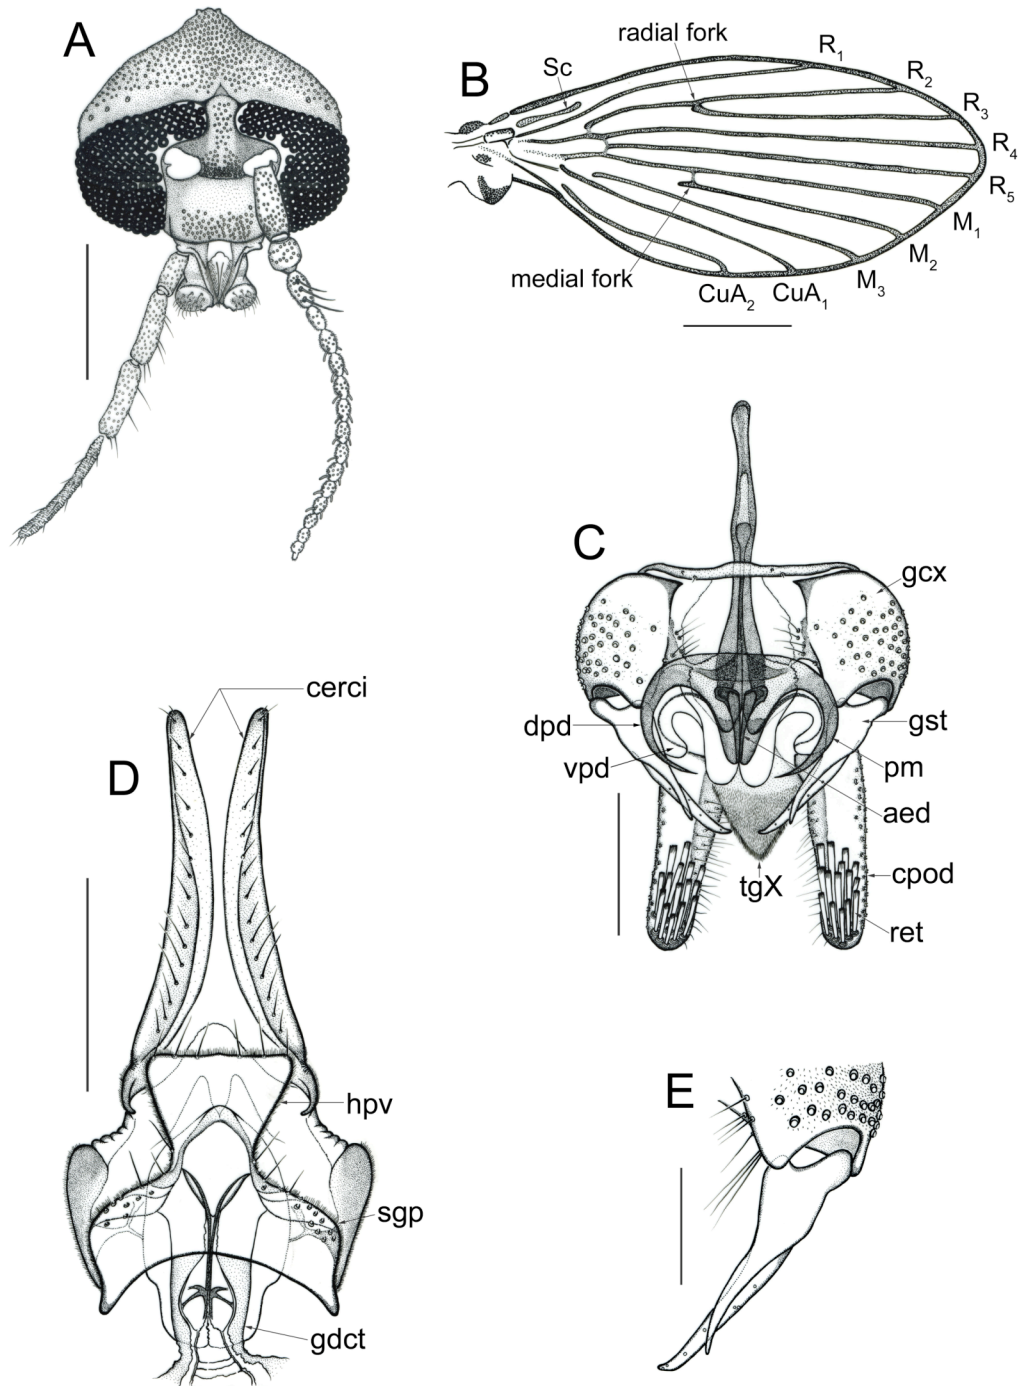 A
B
radial fork
Sc
R1
R2
R3
R4
R5
M1
M2
M3
CuA1
CuA2
medial fork
C
gcx
dpd
gst
vpd
pm
aed
tgX
cpod
ret
cerci
D
hpv
sgp
gdct
E